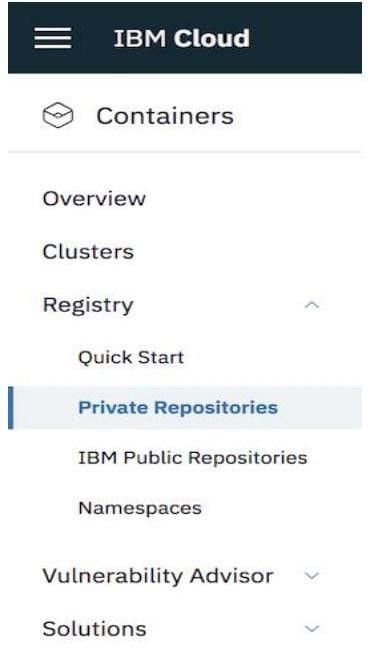 IBM Cloud
Containers
Overview
Clusters
Registry
Quick Start
Private Repositories
IBM Public Repositories
Namespaces
Vulnerability Advisor
Solutions